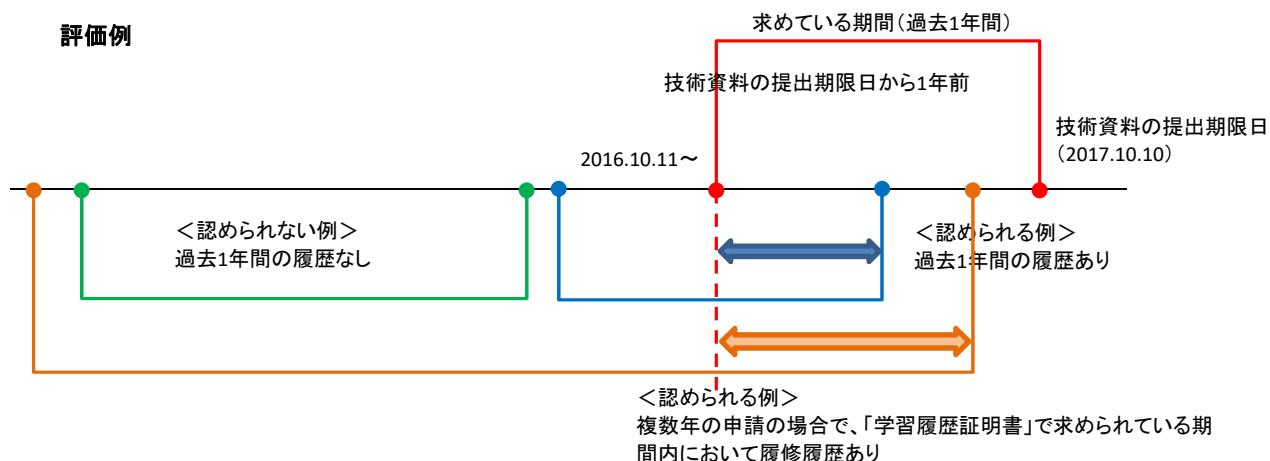 評価例
求めている期間（過去1年間）
技術資料の提出期限日から1年前
技術資料の提出期限日
（2017.10.10）
2016.10.11～
＜認められない例＞
過去1年間の履歴なし
＜認められる例＞
過去1年間の履歴あり
＜認められる例＞
複数年の申請の場合で、「学習履歴証明書」で求められている期
間内において履修履歴あり